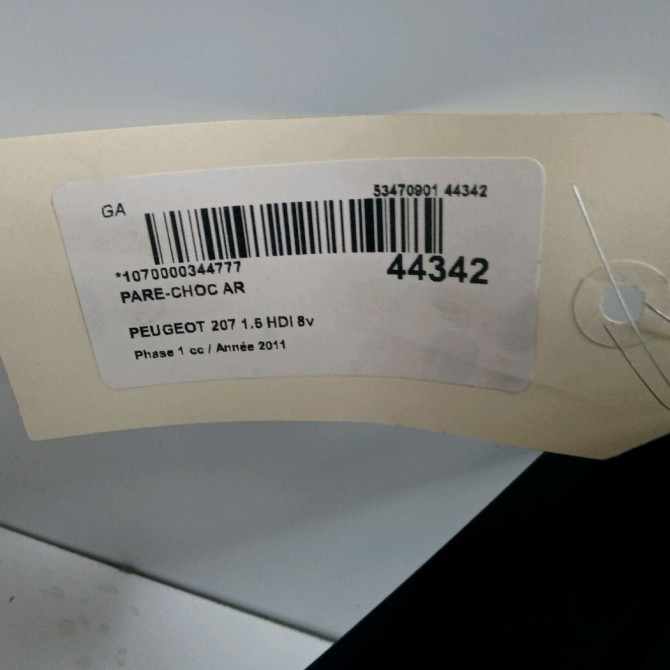 GA
53470901 44342
*1070000344777
44342
PARE-CHOC AR
PEUGEOT 207 1.6 HDI 8v
Phase 1 cc / Année 2011